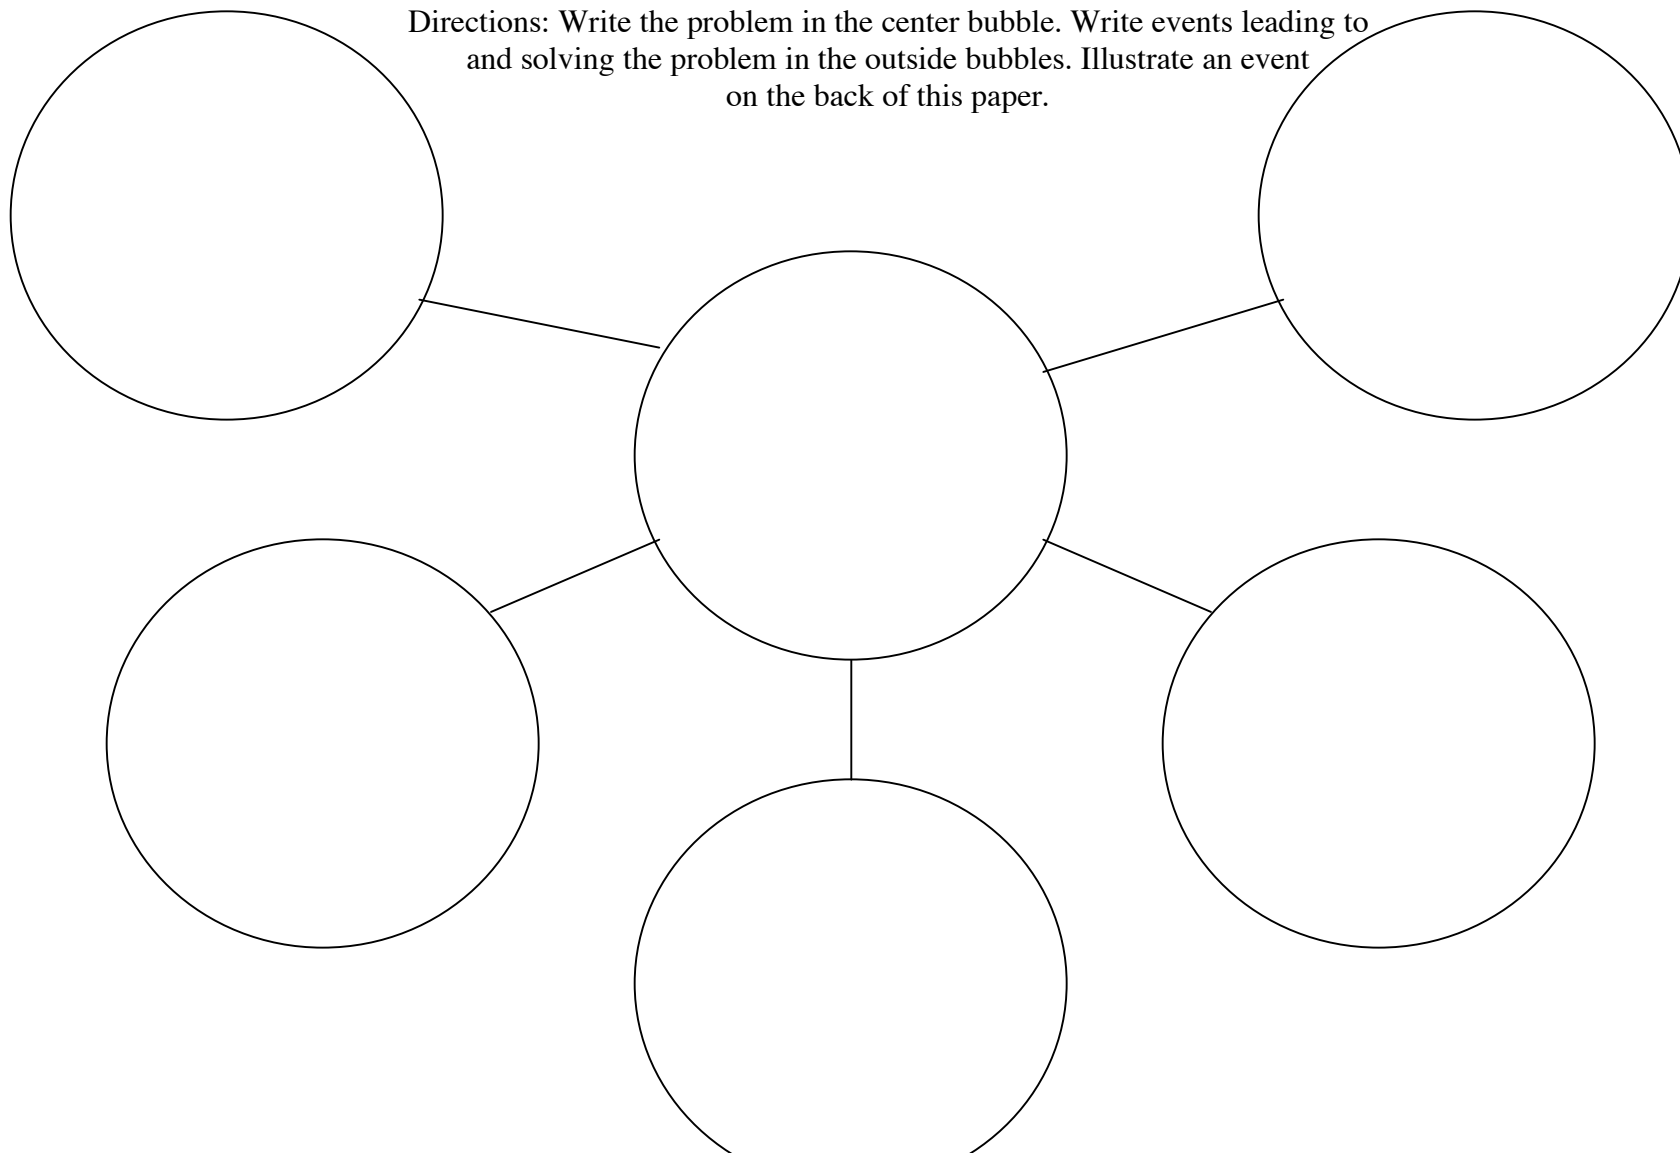 Directions: Write the problem in the center bubble. Write events leading to
and solving the problem in the outside bubbles. Illustrate an event
on the back of this paper.